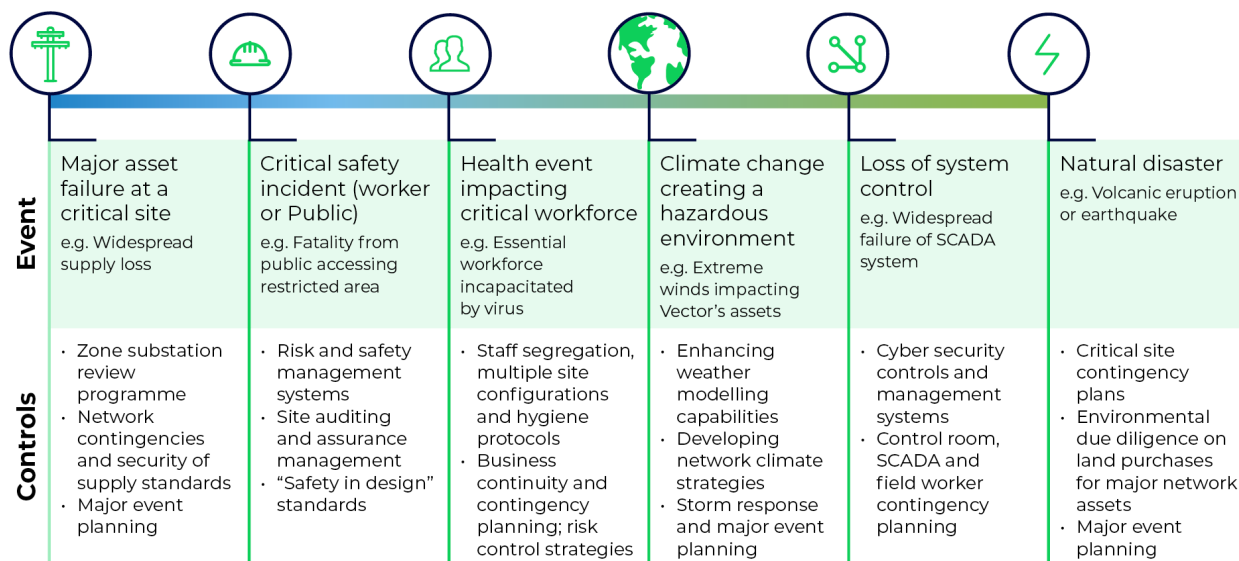 Event
Major asset
failure at a
critical site
e.g. Widespread
supply loss
Critical safety
incident (worker
or Public)
e.g. Fatality from
public accessing
restricted area
Health event
impacting
critical workforce
e.g. Essential
workforce
incapacitated
by virus
Climate change
creating a
hazardous
environment
e.g. Extreme
winds impacting
Vector’s assets
Loss of system
control
e.g. Widespread
failure of SCADA
system
Natural disaster
e.g. Volcanic eruption
or earthquake
Controls
• Zone substation
review
programme
• Network
contingencies
and security of
supply standards
• Major event
planning
• Risk and safety
management
systems
• Site auditing
and assurance
management
• “Safety in design”
standards
• Staff segregation,
multiple site
configurations
and hygiene
protocols
• Business
continuity and
contingency
planning; risk
control strategies
• Enhancing
weather
modelling
capabilities
• Developing
network climate
strategies
• Storm response
and major event
planning
• Cyber security
controls and
management
systems
• Control room,
SCADA and
field worker
contingency
planning
• Critical site
contingency
plans
• Environmental
due diligence on
land purchases
for major network
assets
• Major event
planning